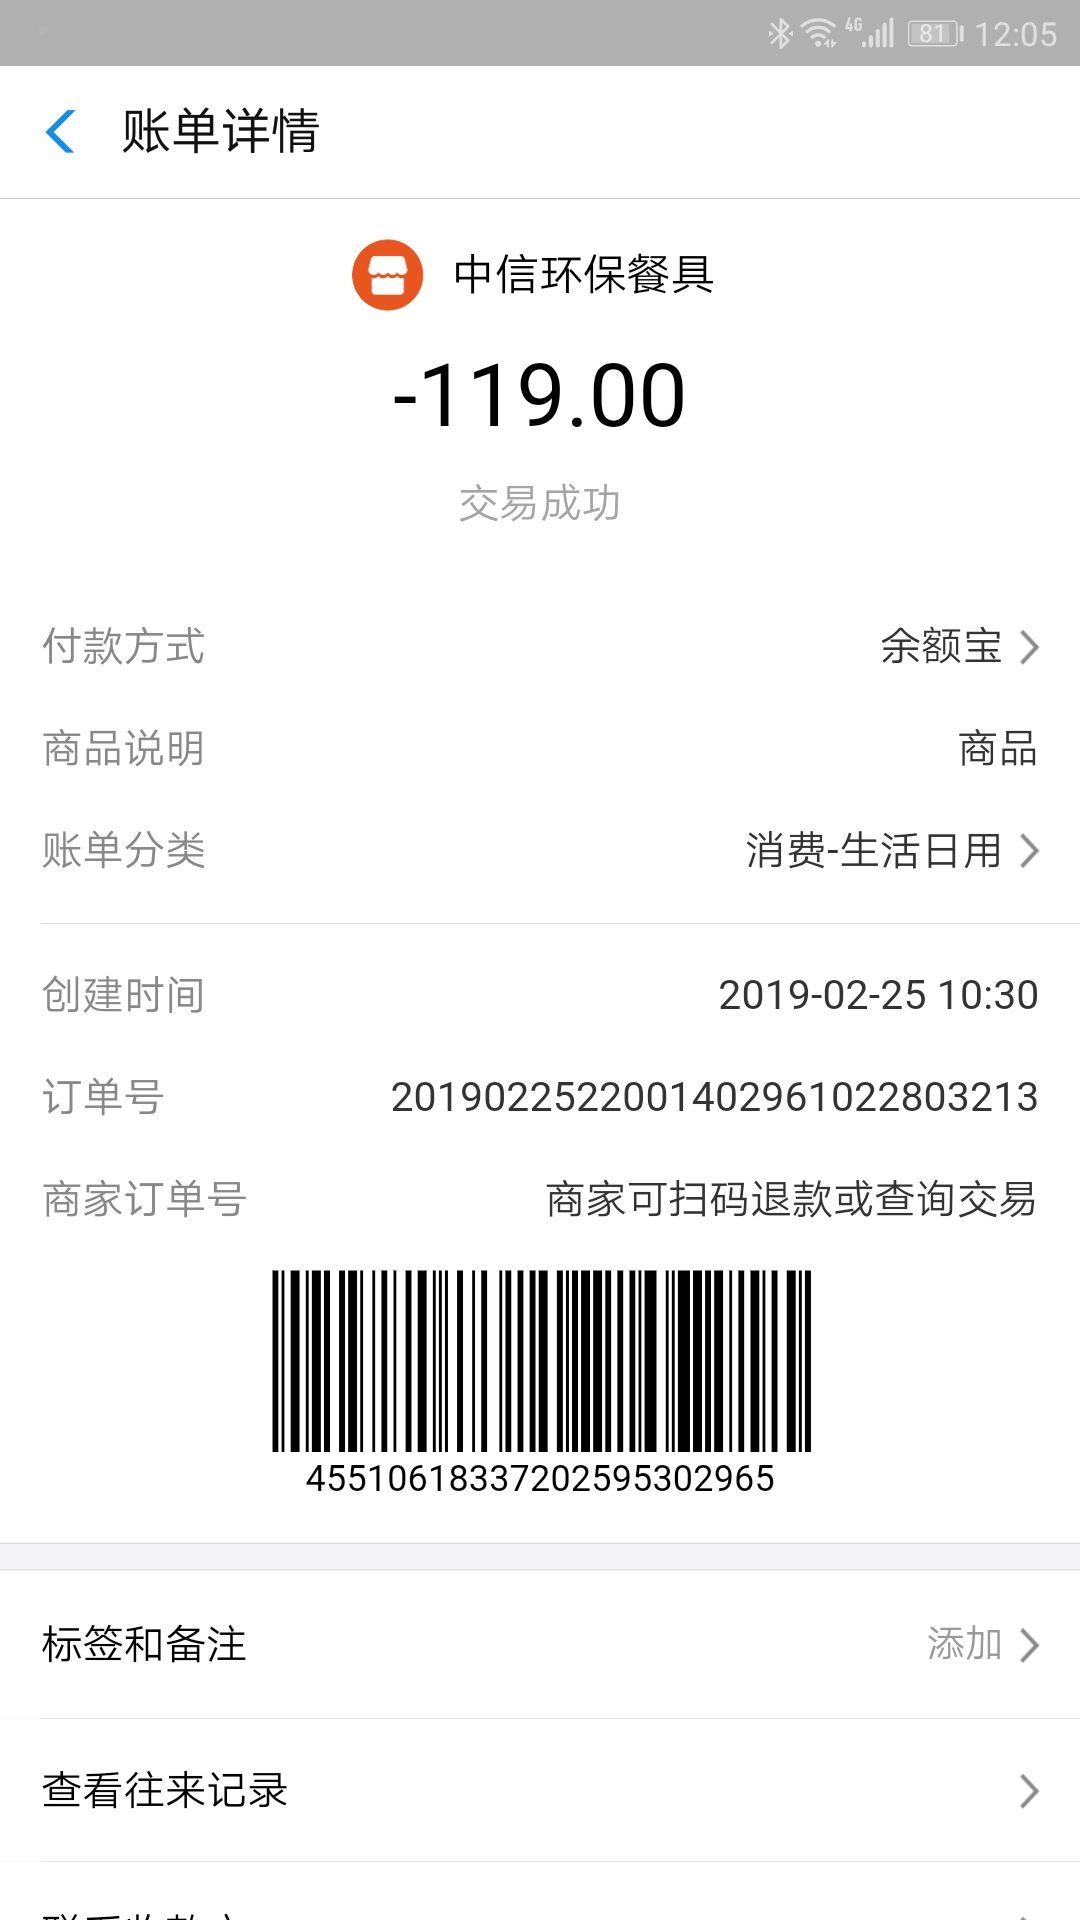 4G 81 12:05
账单详情
中信环保餐具
-119.00
交易成功
付款方式 余额宝
商品说明 商品
账单分类 消费-生活日用
创建时间 2019-02-25 10:30
订单号 2019022522001402961022803213
商家订单号 商家可扫码退款或查询交易
45510618337202595302965
标签和备注 添加
查看往来记录